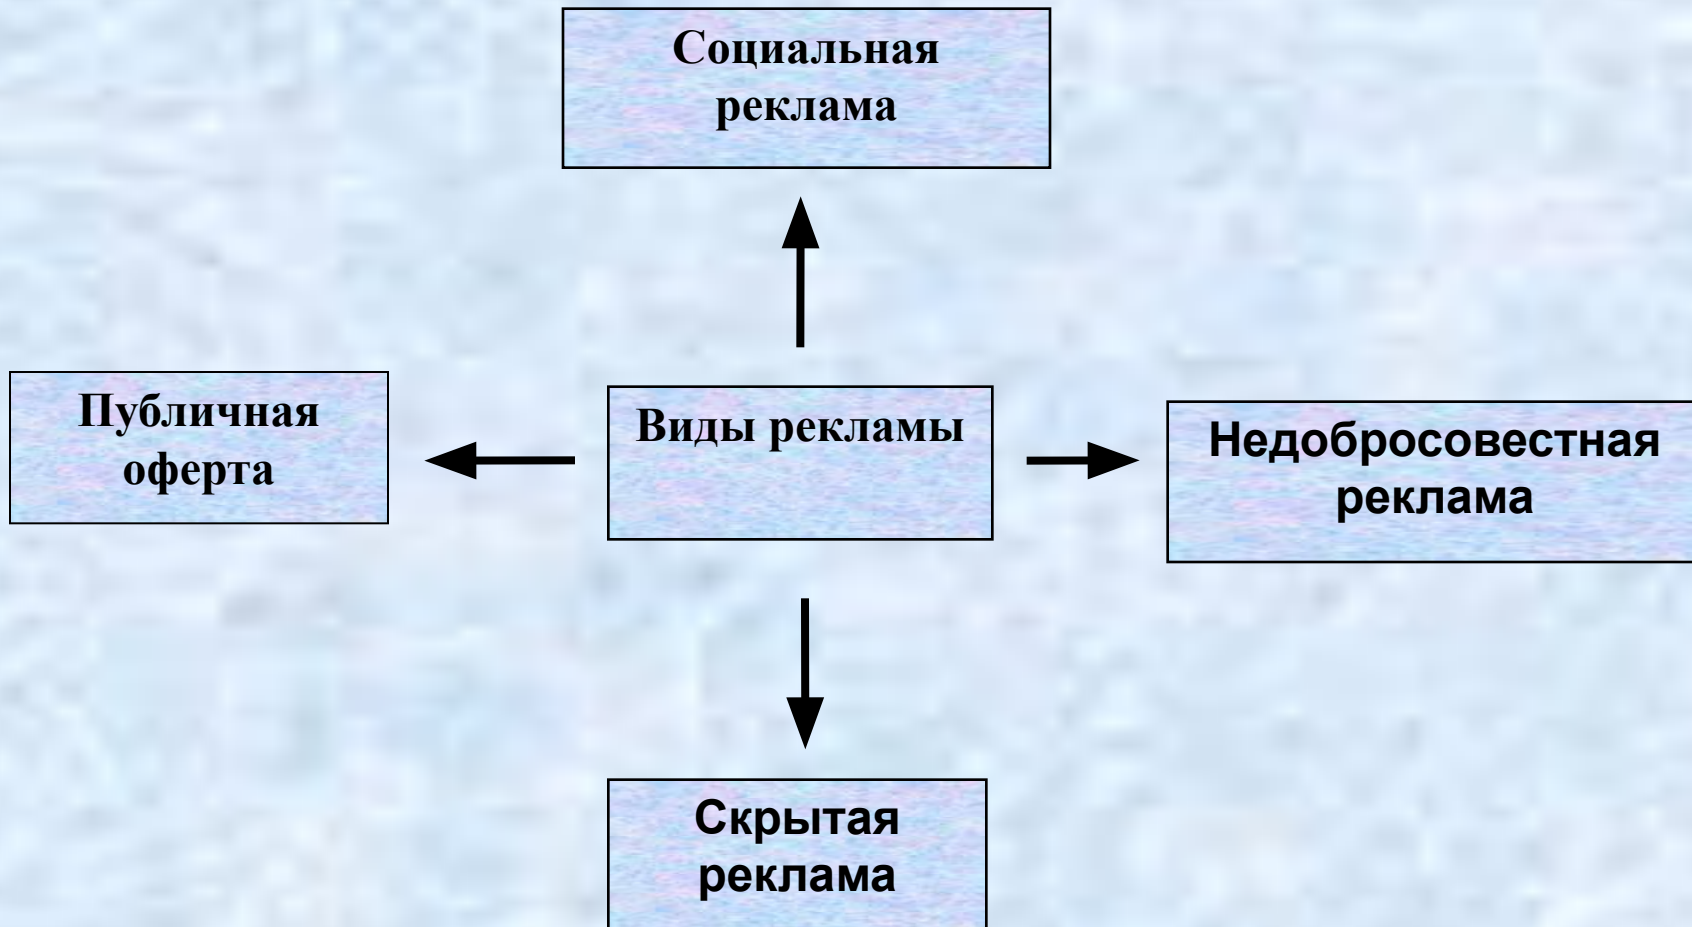 Социальная
реклама
Публичная
оферта
Виды рекламы
Недобросовестная
реклама
Скрытая
реклама